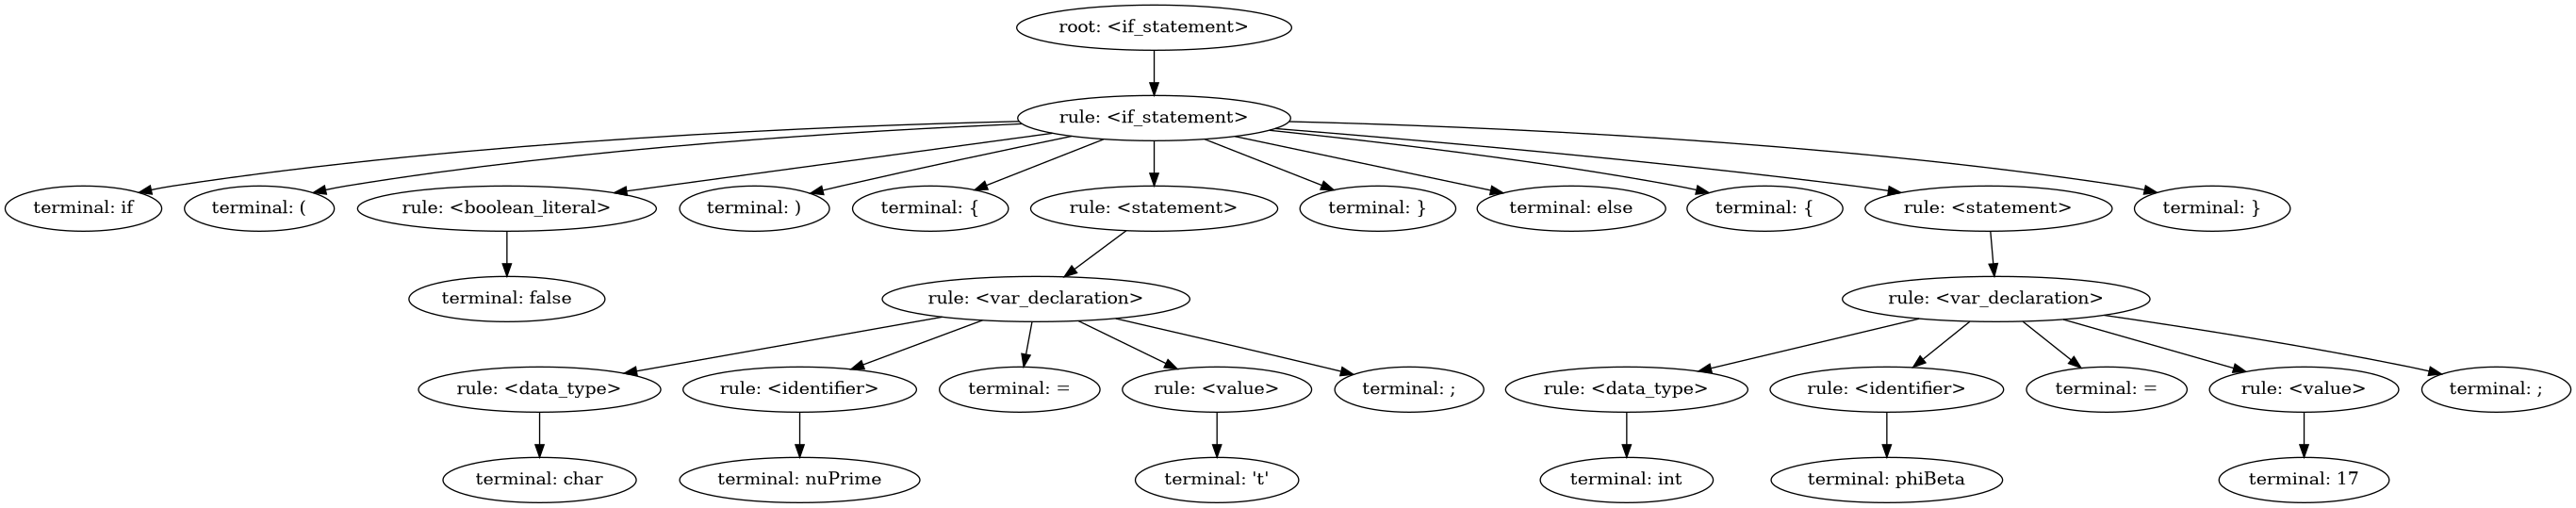 root: <if_statement>
rule: <if_statement>
terminal: if
terminal: (
rule: <boolean_literal>
terminal: )
terminal: {
rule: <statement>
terminal: }
terminal: else
terminal: {
rule: <statement>
terminal: }
terminal: false
rule: <var_declaration>
rule: <var_declaration>
rule: <data_type>
rule: <identifier>
terminal: =
rule: <value>
terminal: ;
rule: <data_type>
rule: <identifier>
terminal: =
rule: <value>
terminal: ;
terminal: char
terminal: nuPrime
terminal: 't'
terminal: int
terminal: phiBeta
terminal: 17